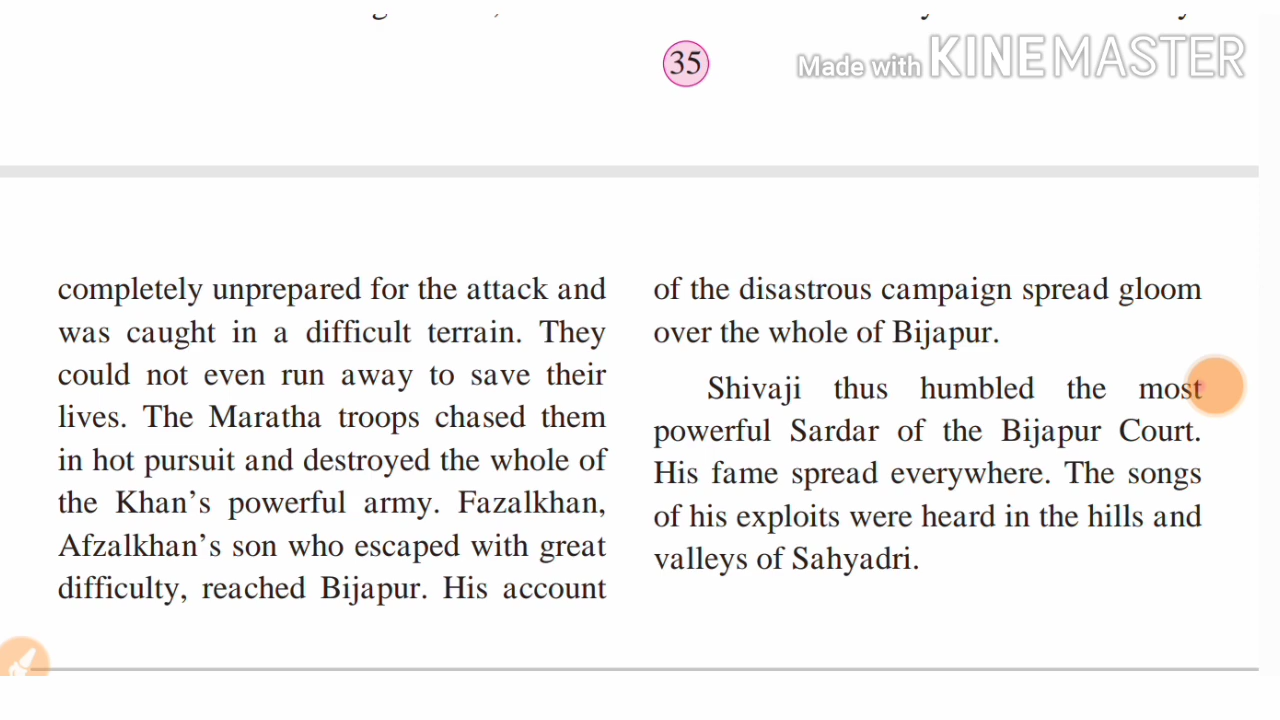 35
Made with KINEMASTER
completely unprepared for the attack and
was caught in a difficult terrain. They
could not even run away to save their
lives. The Maratha troops chased them
in hot pursuit and destroyed the whole of
the Khan’s powerful army. Fazalkhan,
Afzalkhan’s son who escaped with great
difficulty, reached Bijapur. His account
of the disastrous campaign spread gloom
over the whole of Bijapur.
Shivaji thus humbled the most
powerful Sardar of the Bijapur Court.
His fame spread everywhere. The songs
of his exploits were heard in the hills and
valleys of Sahyadri.